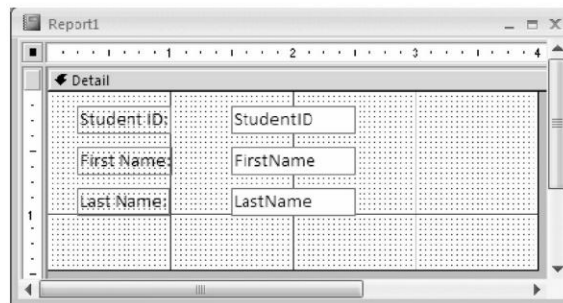 Report1
1 2 3 4
Detail
Student ID: StudentID
First Name: FirstName
Last Name: LastName
1